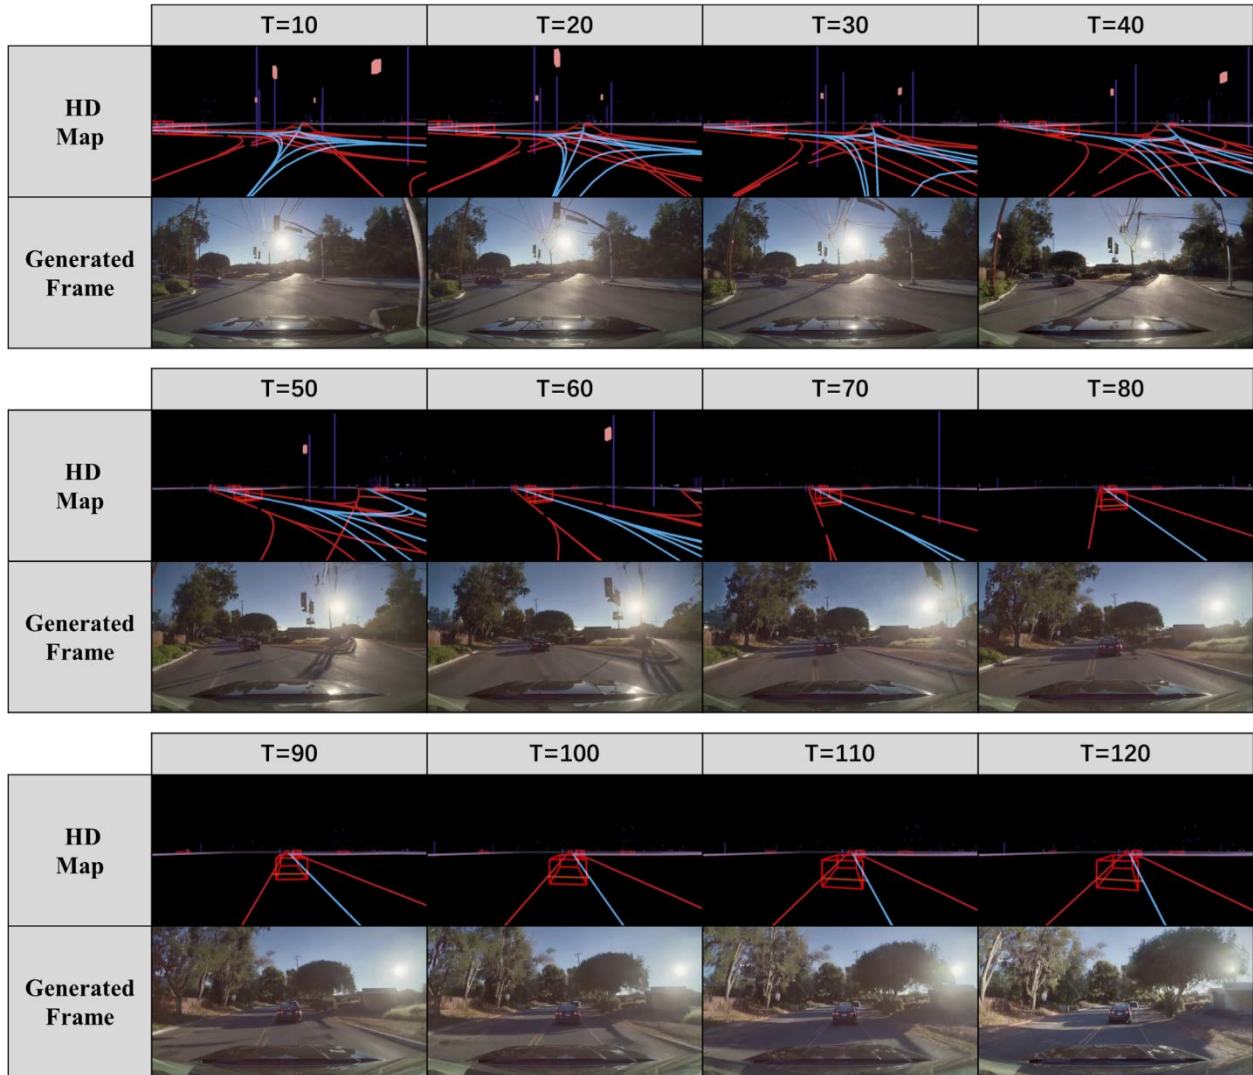 T=10 T=20 T=30 T=40
HD
Map
Generated
Frame
T=50 T=60 T=70 T=80
HD
Map
Generated
Frame
T=90 T=100 T=110 T=120
HD
Map
Generated
Frame